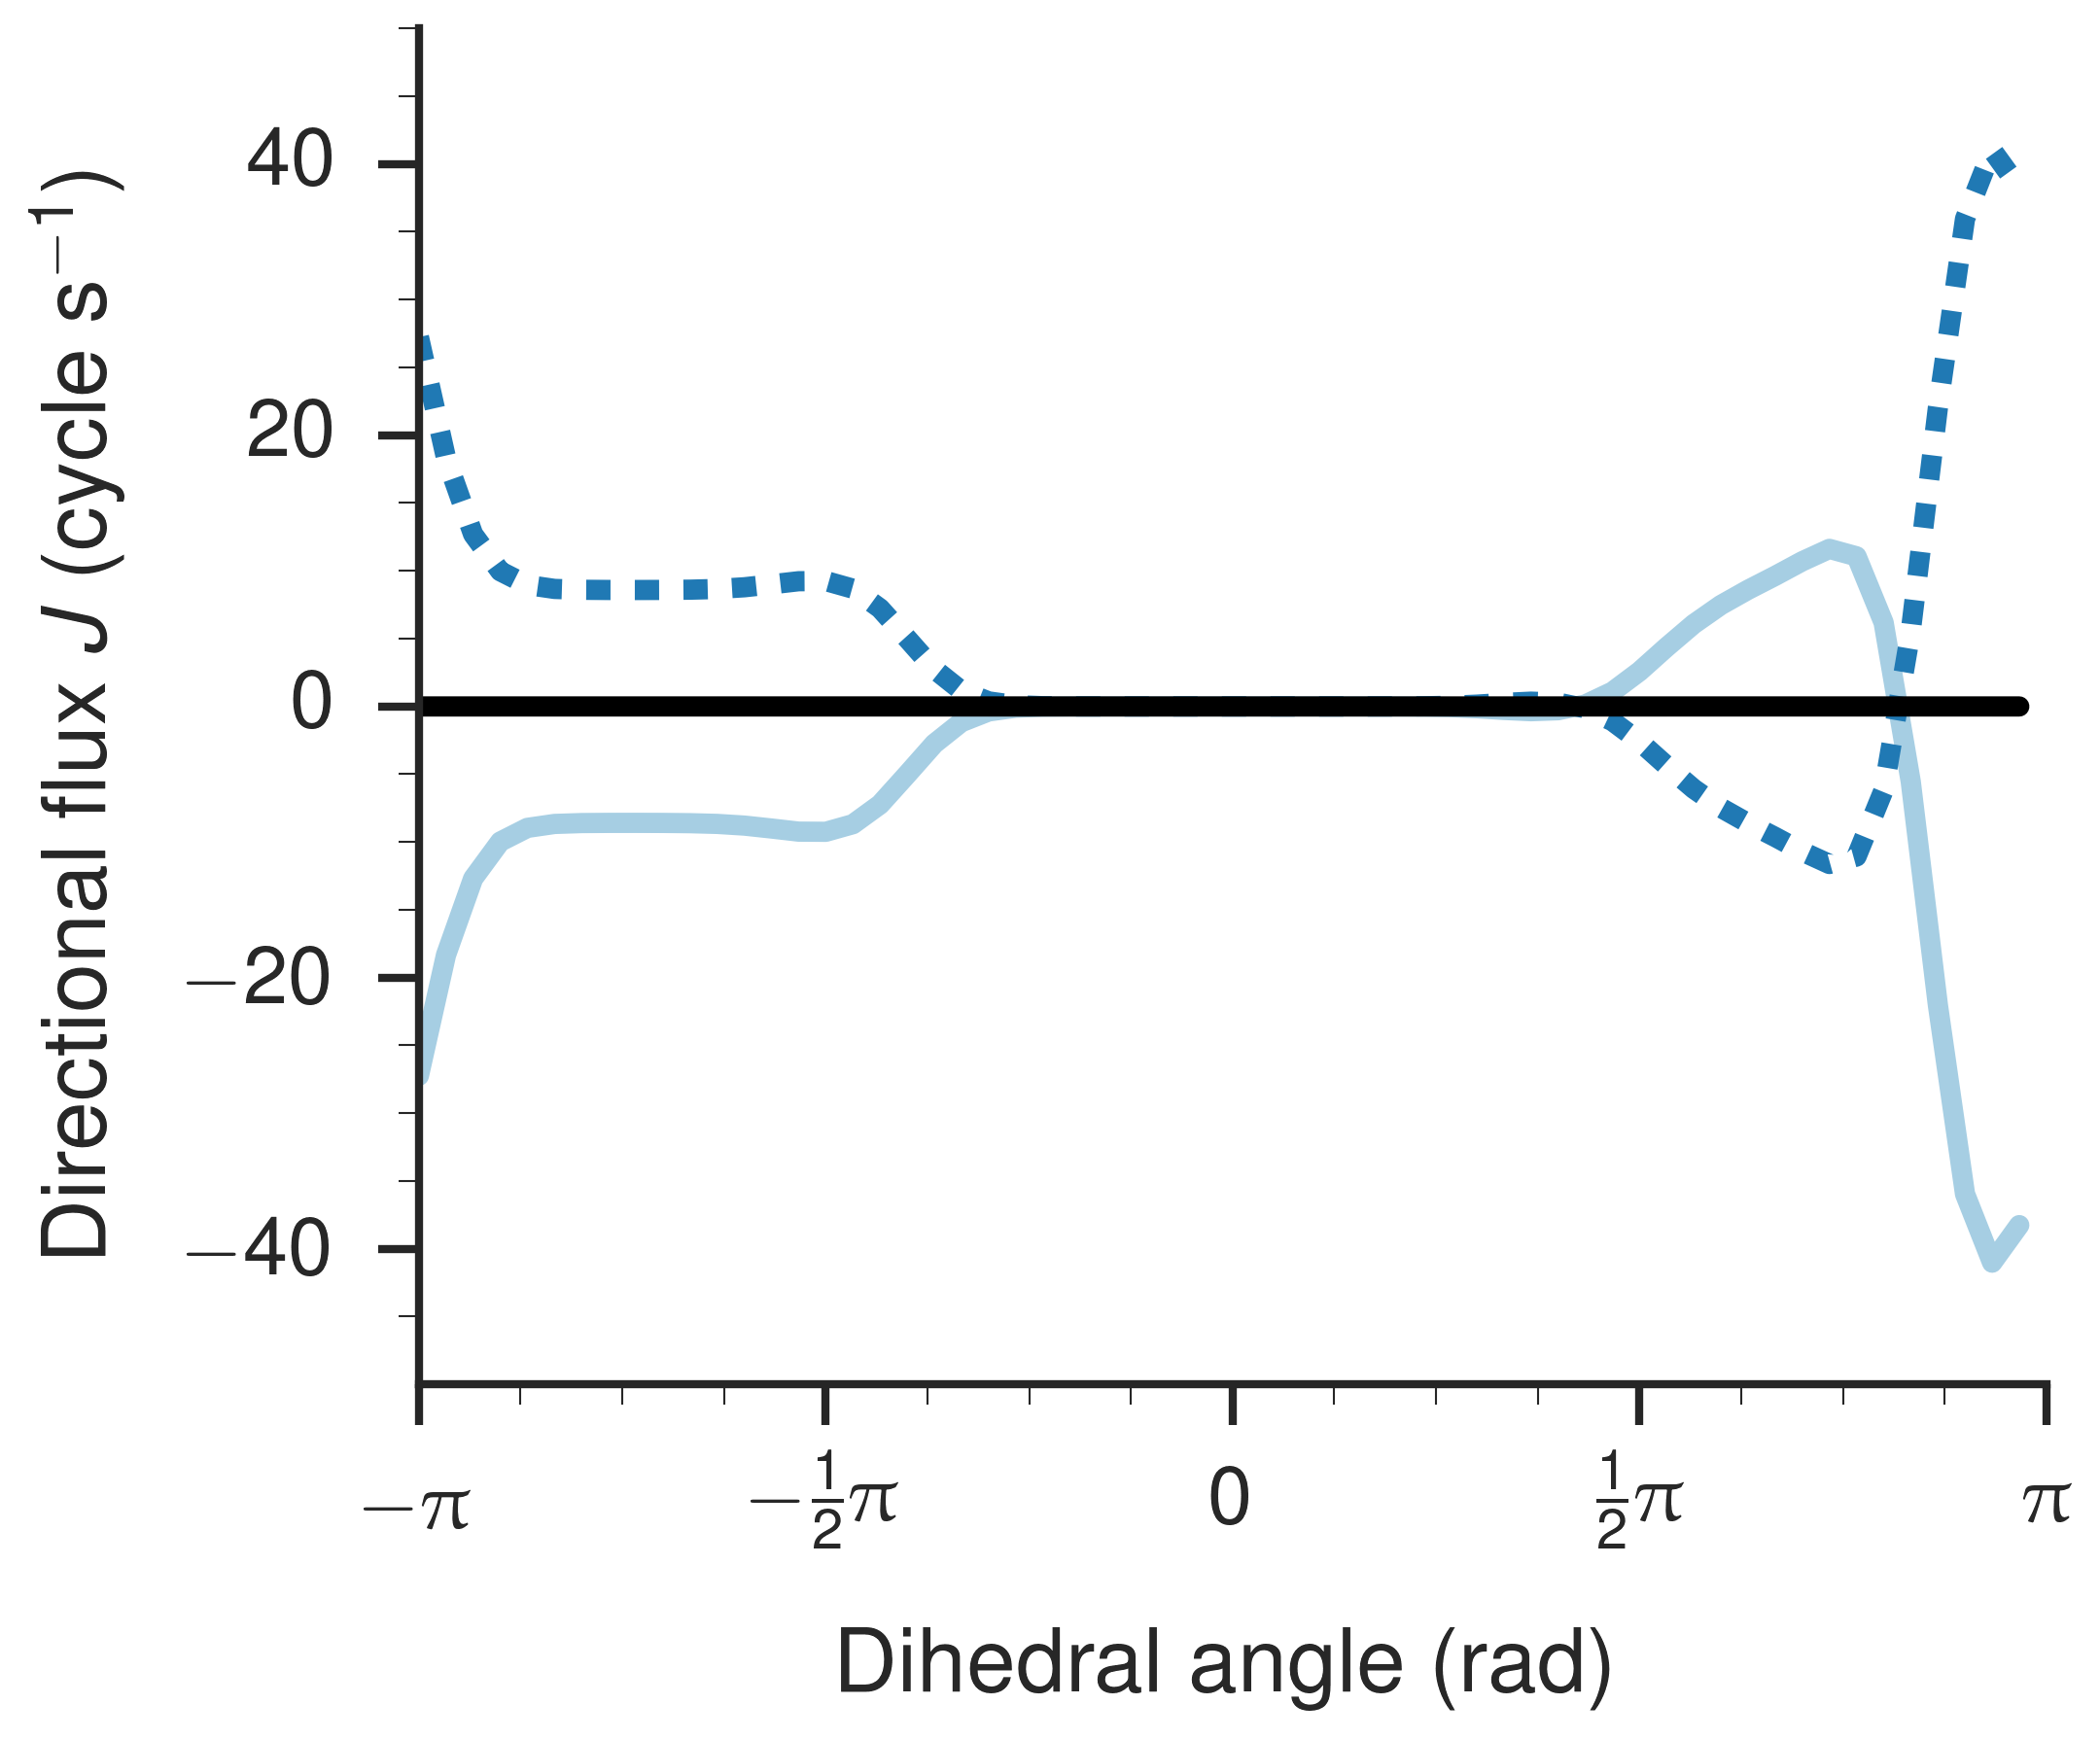 Directional flux J (cycle s⁻¹)
40
20
0
−20
−40
−π
−½π
0
½π
π
Dihedral angle (rad)